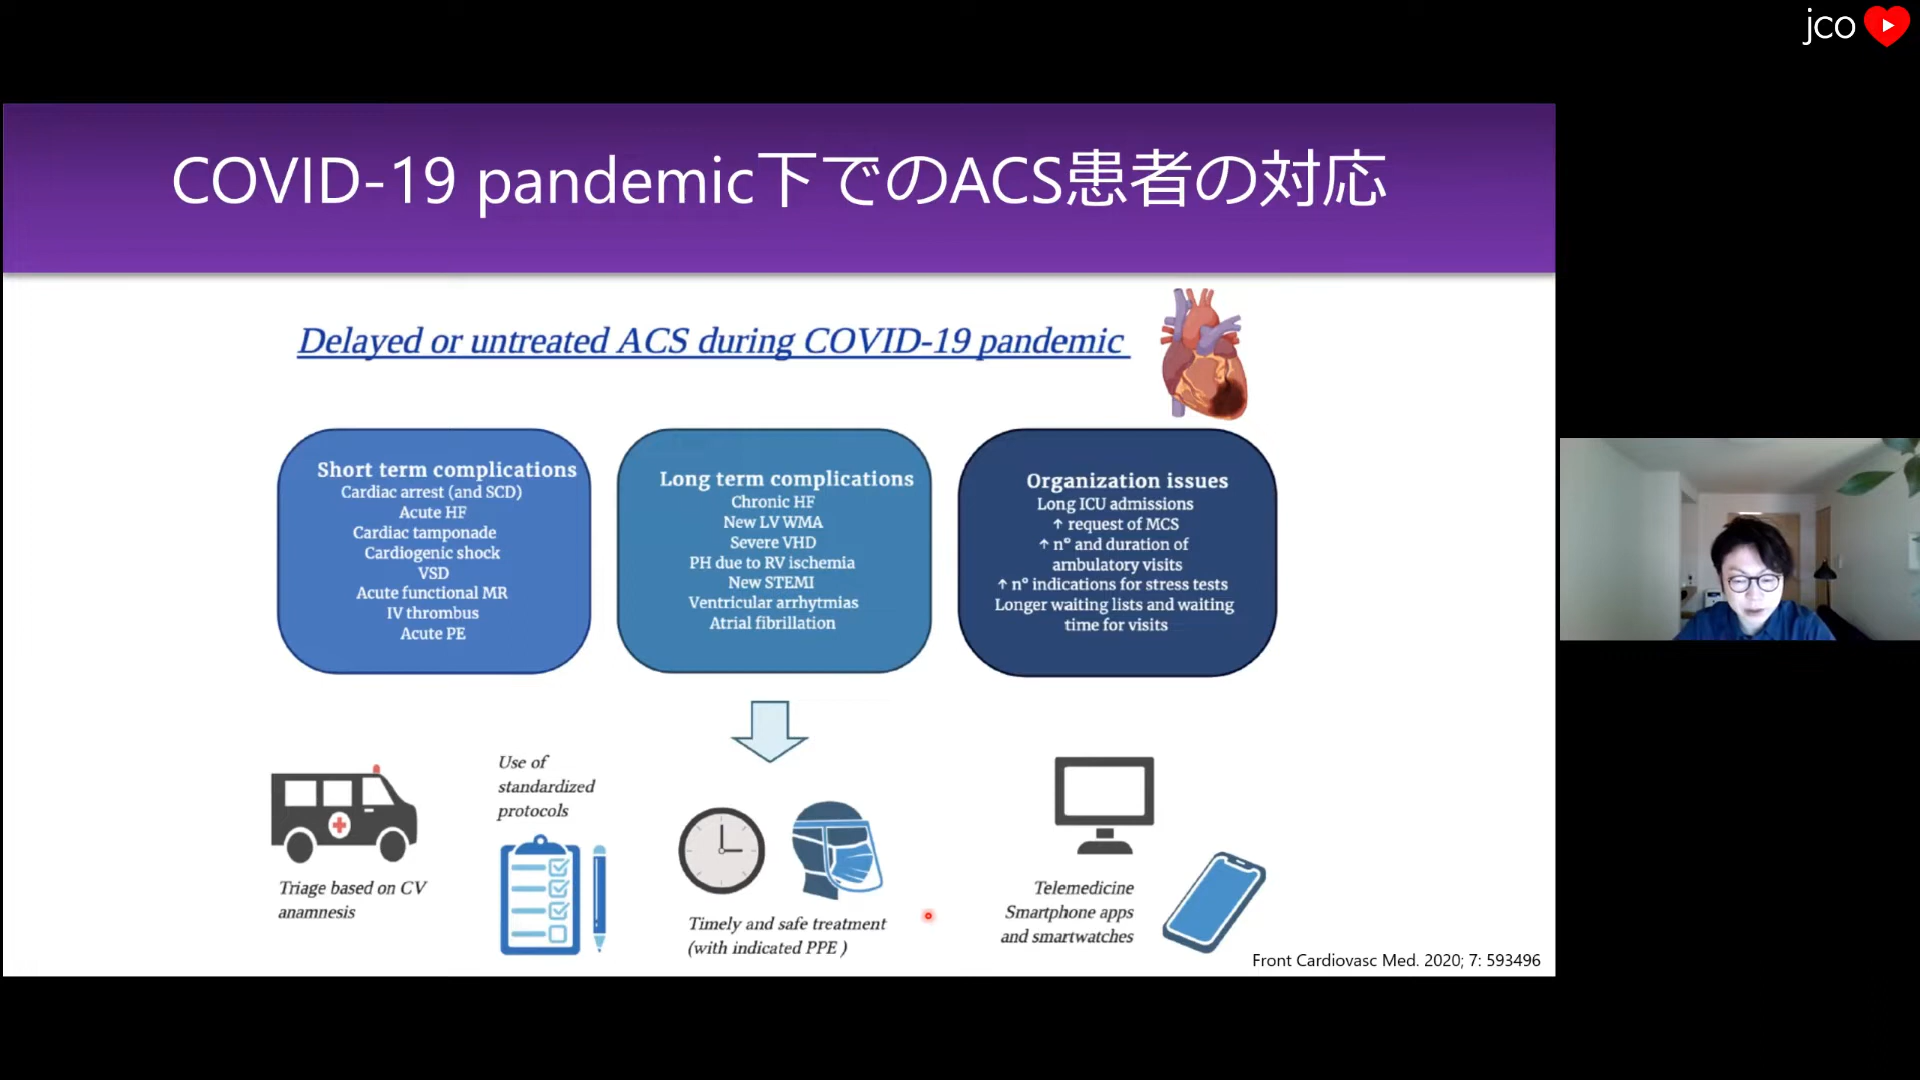 jco
COVID-19 pandemic下でのACS患者の対応
Delayed or untreated ACS during COVID-19 pandemic
Short term complications
Cardiac arrest (and SCD)
Acute HF
Cardiac tamponade
Cardiogenic shock
VSD
Acute functional MR
IV thrombus
Acute PE
Long term complications
Chronic HF
New LV WMA
Severe VHD
PH due to RV ischemia
New STEMI
Ventricular arrhytmias
Atrial fibrillation
Organization issues
Long ICU admissions
↑ request of MCS
↑ n° and duration of
ambulatory visits
↑ n° indications for stress tests
Longer waiting lists and waiting
time for visits
Triage based on CV
anamnesis
Use of
standardized
protocols
Timely and safe treatment
(with indicated PPE )
Telemedicine
Smartphone apps
and smartwatches
Front Cardiovasc Med. 2020; 7: 593496